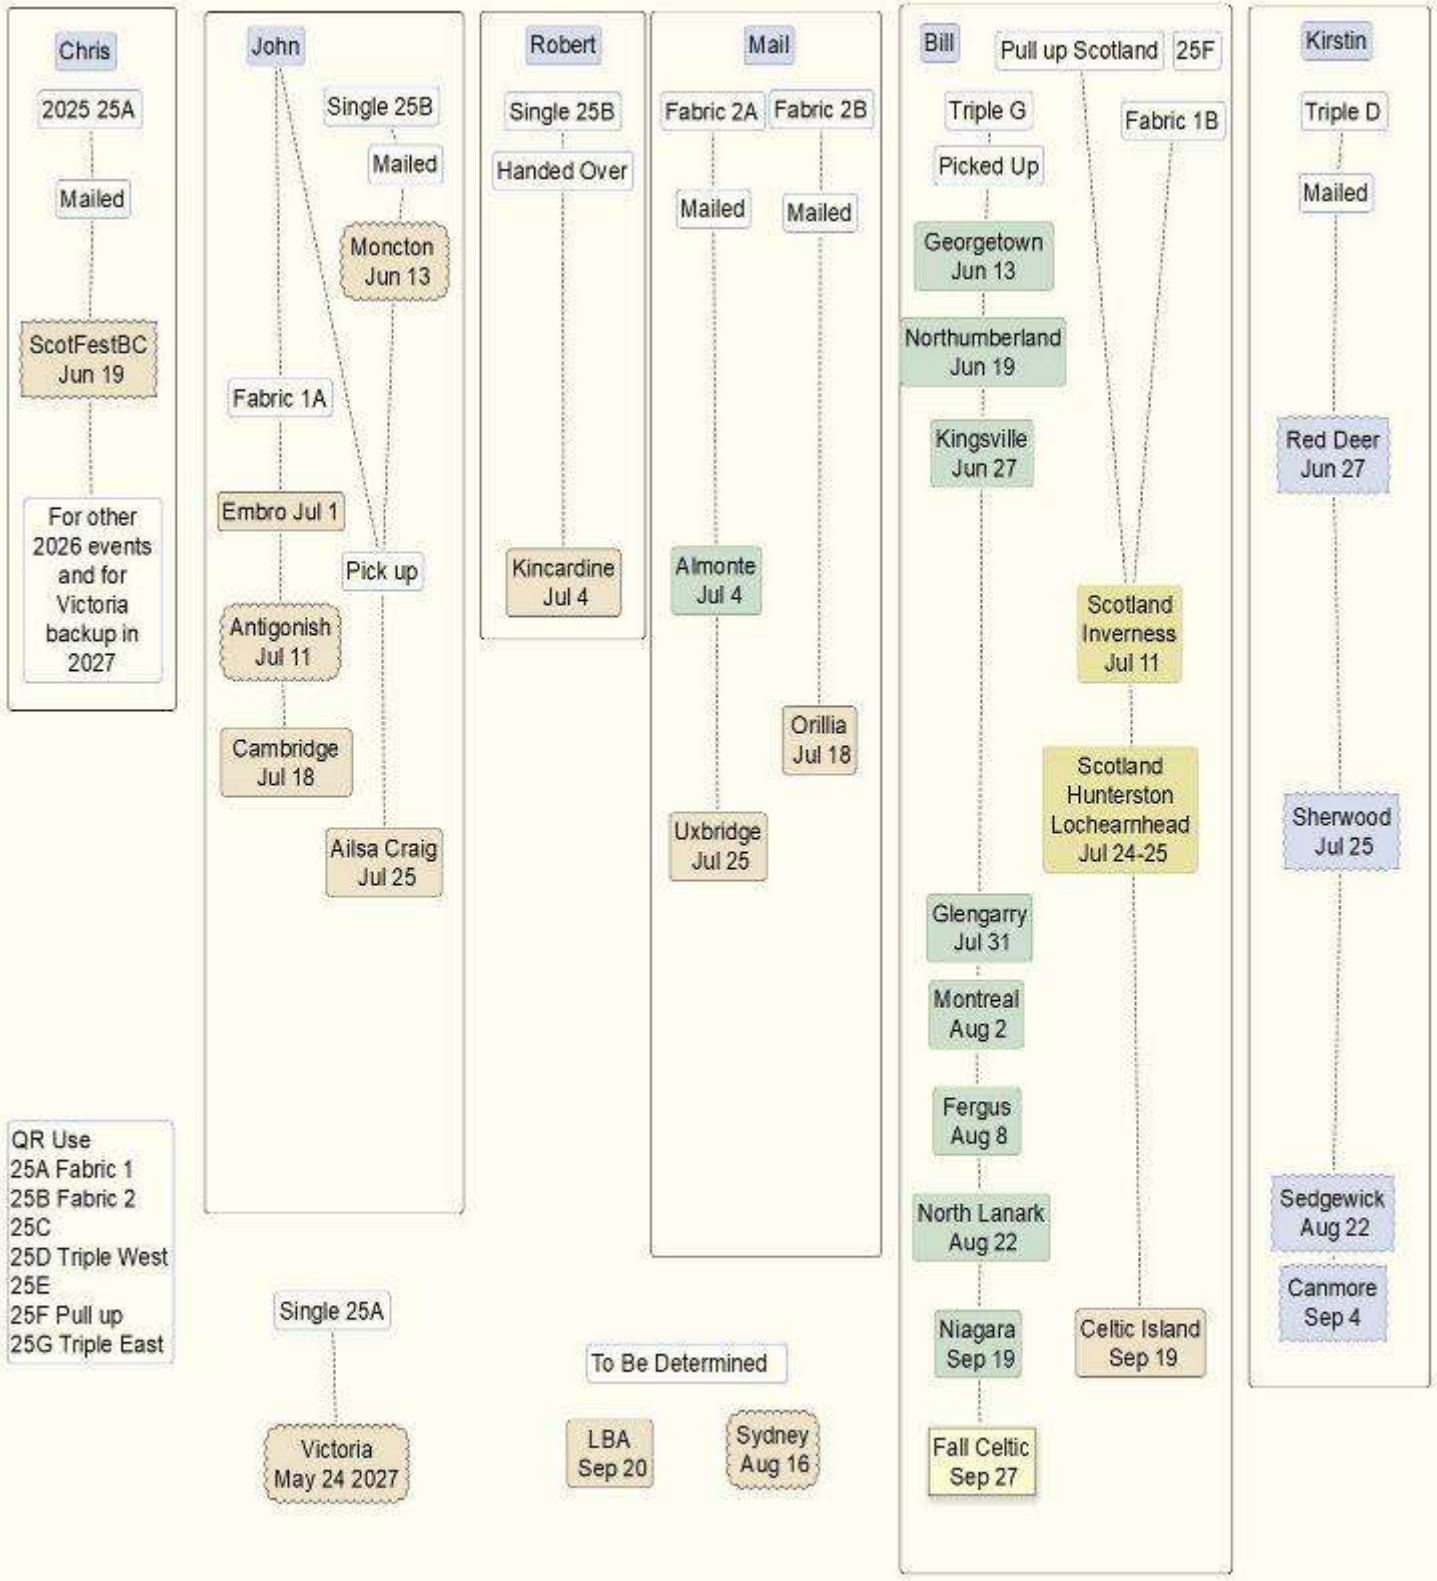 Chris
2025 25A
Mailed
ScotFestBC
Jun 19
For other
2026 events
and for
Victoria
backup in
2027
John
Single 25B
Mailed
Moncton
Jun 13
Fabric 1A
Embro Jul 1
Pick up
Antigonish
Jul 11
Cambridge
Jul 18
Ailsa Craig
Jul 25
Robert
Single 25B
Handed Over
Kincardine
Jul 4
Mail
Fabric 2A
Fabric 2B
Mailed
Mailed
Almonte
Jul 4
Orillia
Jul 18
Uxbridge
Jul 25
Bill
Pull up Scotland
25F
Triple G
Fabric 1B
Picked Up
Georgetown
Jun 13
Northumberland
Jun 19
Kingsville
Jun 27
Scotland
Inverness
Jul 11
Scotland
Hunterston
Lochearnhead
Jul 24-25
Glengarry
Jul 31
Montreal
Aug 2
Fergus
Aug 8
North Lanark
Aug 22
Niagara
Sep 19
Celtic Island
Sep 19
Fall Celtic
Sep 27
Kirstin
Triple D
Mailed
Red Deer
Jun 27
Sherwood
Jul 25
Sedgewick
Aug 22
Canmore
Sep 4
QR Use
25A Fabric 1
25B Fabric 2
25C
25D Triple West
25E
25F Pull up
25G Triple East
Single 25A
Victoria
May 24 2027
To Be Determined
LBA
Sep 20
Sydney
Aug 16